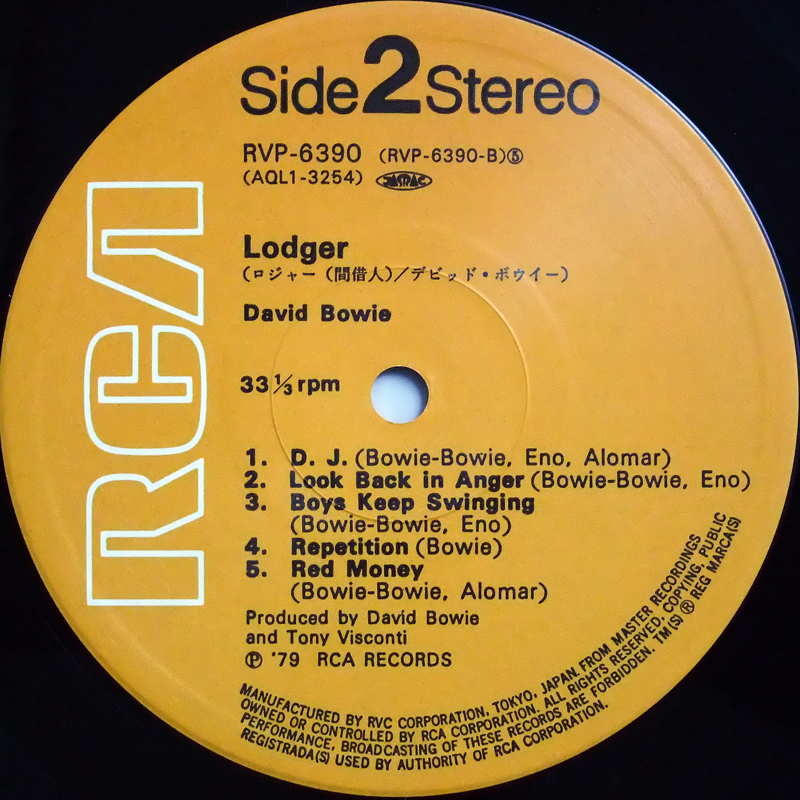 Side 2 Stereo
RVP-6390 (RVP-6390-B)⑤
(AQL1-3254) JASRAC
Lodger
(ロジャー (間借人)/デビッド・ボウイー)
David Bowie
33 1/3 rpm
1. D. J. (Bowie-Bowie, Eno, Alomar)
2. Look Back in Anger (Bowie-Bowie, Eno)
3. Boys Keep Swinging
(Bowie-Bowie, Eno)
4. Repetition (Bowie)
5. Red Money
(Bowie-Bowie, Alomar)
Produced by David Bowie
and Tony Visconti
℗ '79 RCA RECORDS
RCA
MANUFACTURED BY RVC CORPORATION, TOKYO, JAPAN FROM MASTER RECORDINGS
OWNED OR CONTROLLED BY RCA CORPORATION. ALL RIGHTS RESERVED, COPYING, PUBLIC
PERFORMANCE, BROADCASTING OF THESE RECORDS ARE FORBIDDEN. TM(S) ® REG MARCA(S)
REGISTRADA(S) USED BY AUTHORITY OF RCA CORPORATION.